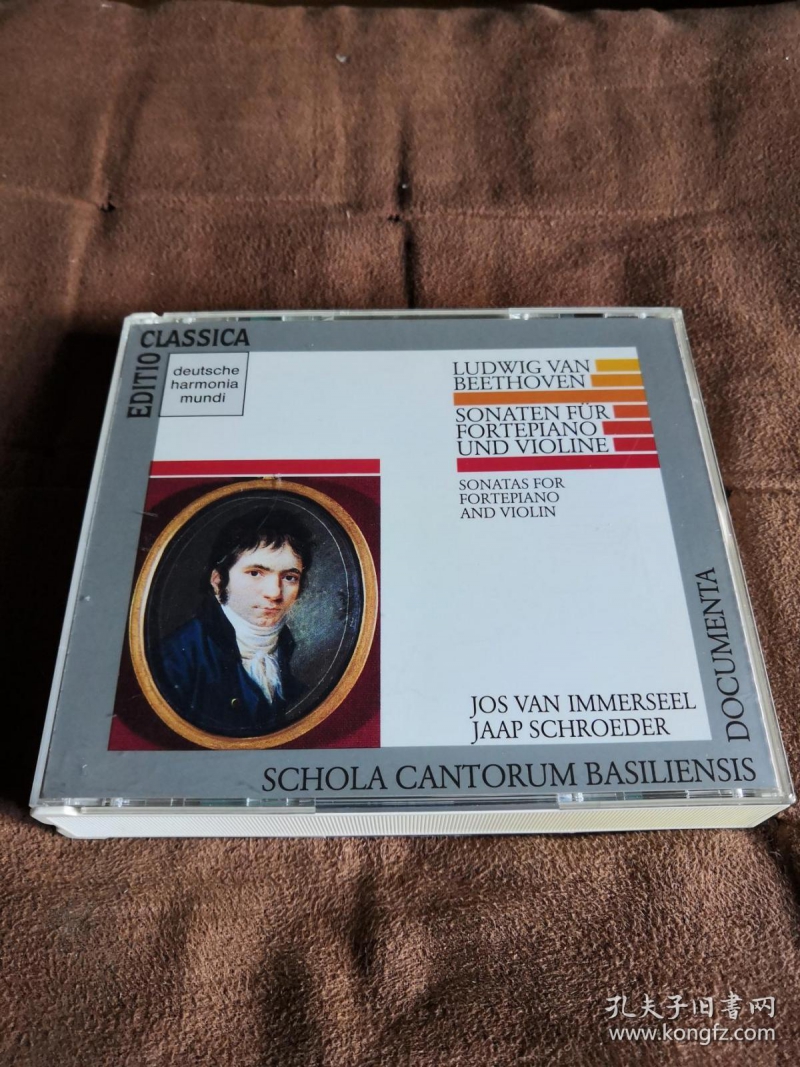 EDITIO CLASSICA
deutsche
harmonia
mundi
LUDWIG VAN
BEETHOVEN
SONATEN FÜR
FORTEPIANO
UND VIOLINE
SONATAS FOR
FORTEPIANO
AND VIOLIN
JOS VAN IMMERSEEL
JAAP SCHROEDER
DOCUMENTA
SCHOLA CANTORUM BASILIENSIS
孔夫子旧书网
www.kongfz.com